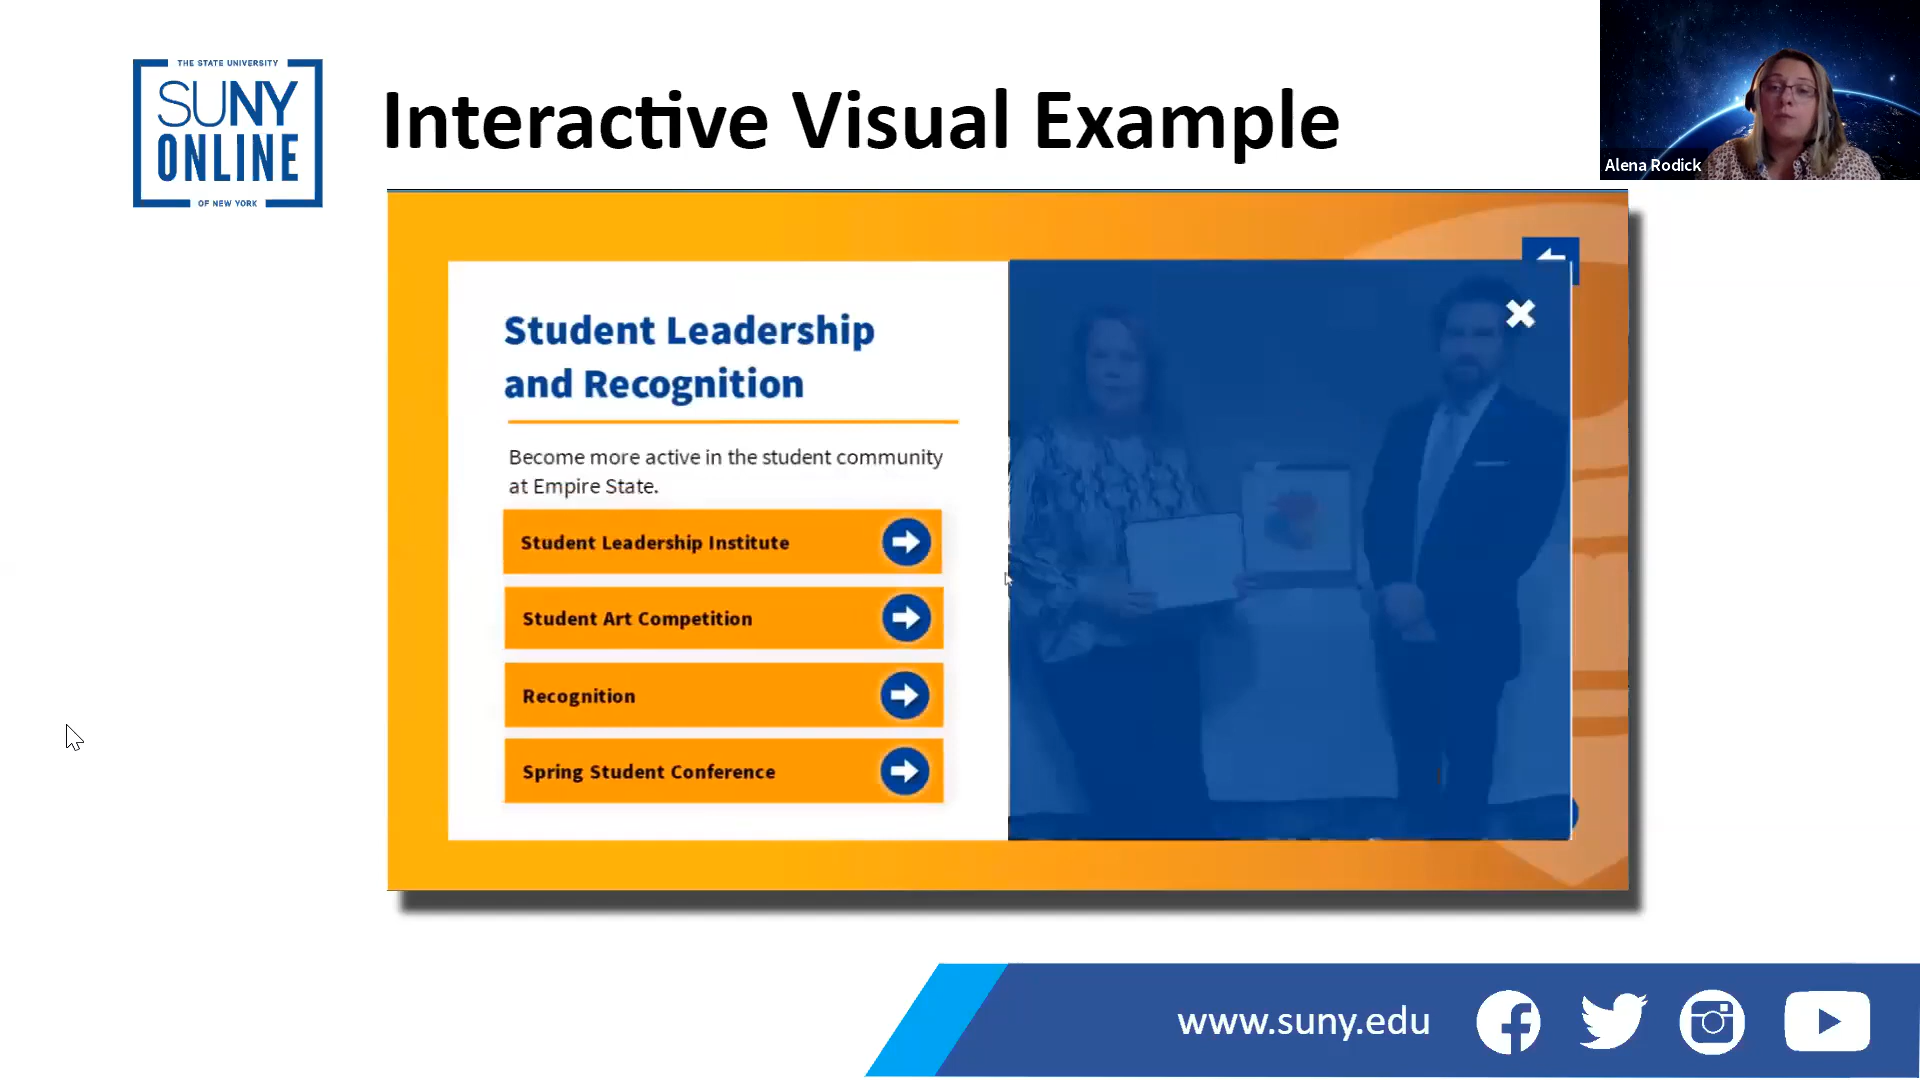 THE STATE UNIVERSITY
SUNY
ONLINE
OF NEW YORK
Interactive Visual Example
Alena Rodick
Student Leadership
and Recognition
Become more active in the student community
at Empire State.
Student Leadership Institute
Student Art Competition
Recognition
Spring Student Conference
www.suny.edu